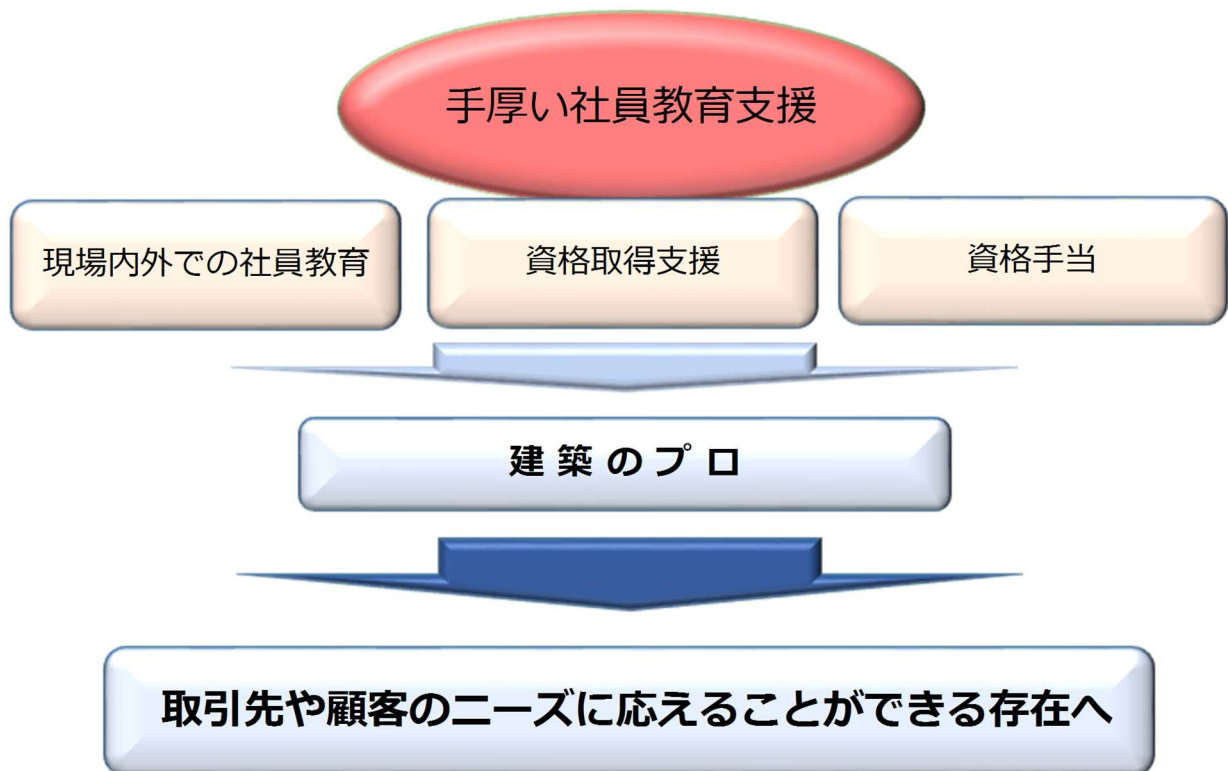 手厚い社員教育支援
現場内外での社員教育
資格取得支援
資格手当
建築のプロ
取引先や顧客のニーズに応えることができる存在へ